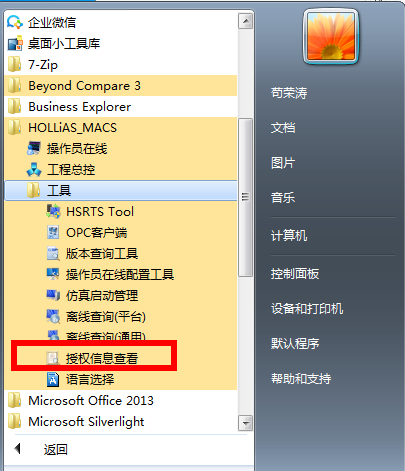 企业微信
桌面小工具库
7-Zip
Beyond Compare 3
Business Explorer
HOLLiAS_MACS
操作员在线
工程总控
工具
HSRTS Tool
OPC客户端
版本查询工具
操作员在线配置工具
仿真启动管理
离线查询(平台)
离线查询(通用)
授权信息查看
语言选择
Microsoft Office 2013
Microsoft Silverlight
返回
苟荣涛
文档
图片
音乐
计算机
控制面板
设备和打印机
默认程序
帮助和支持